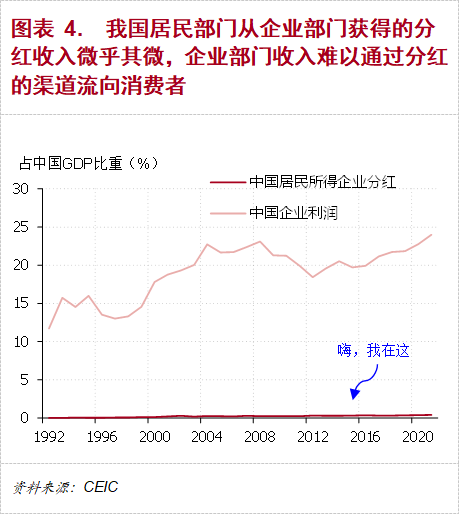 图表 4. 我国居民部门从企业部门获得的分
红收入微乎其微，企业部门收入难以通过分红
的渠道流向消费者
占中国GDP比重（%）
30
中国居民所得企业分红
25
中国企业利润
20
15
10
嗨，我在这
5
0
1992 1996 2000 2004 2008 2012 2016 2020
资料来源：CEIC